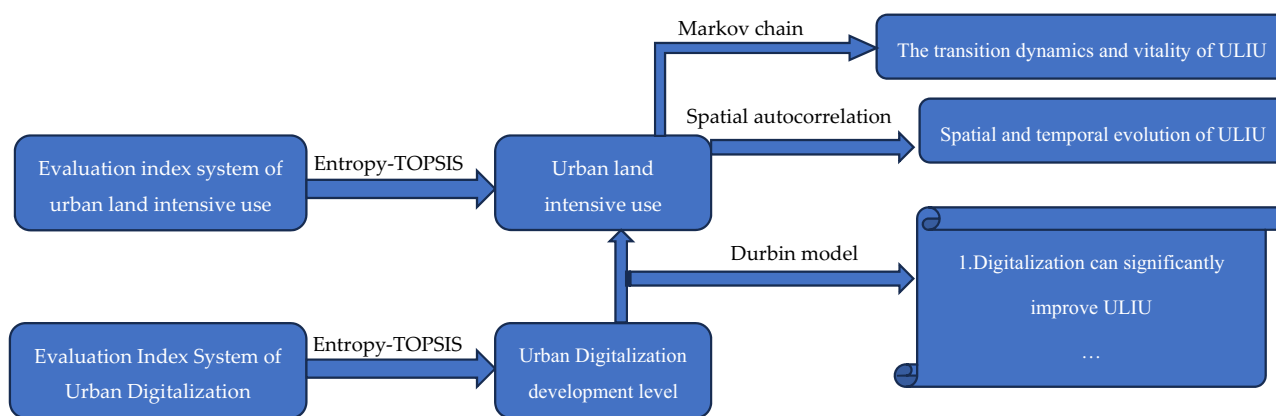 Markov chain
The transition dynamics and vitality of ULIU
Spatial autocorrelation
Spatial and temporal evolution of ULIU
Evaluation index system of
urban land intensive use
Entropy-TOPSIS
Urban land
intensive use
Durbin model
1.Digitalization can significantly
improve ULIU
…
Evaluation Index System of
Urban Digitalization
Entropy-TOPSIS
Urban Digitalization
development level